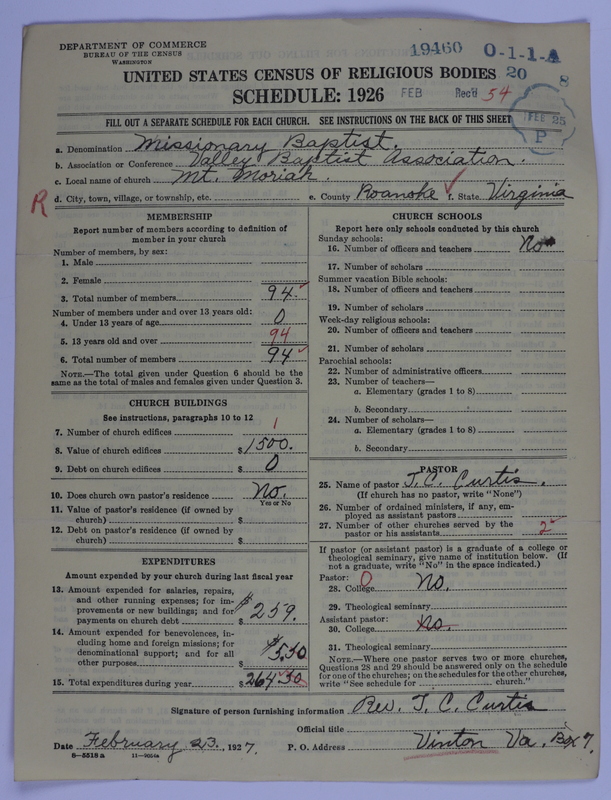 DEPARTMENT OF COMMERCE
BUREAU OF THE CENSUS
WASHINGTON
19460 O-1-1-A
20 8
UNITED STATES CENSUS OF RELIGIOUS BODIES
SCHEDULE: 1926
FEB Rec'd 54
FEB 25
P
FILL OUT A SEPARATE SCHEDULE FOR EACH CHURCH. SEE INSTRUCTIONS ON THE BACK OF THIS SHEET
a. Denomination Missionary Baptist.
b. Association or Conference Valley Baptist Association.
c. Local name of church Mt. Moriah.
R d. City, town, village, or township, etc. e. County Roanoke f. State Virginia
MEMBERSHIP
Report number of members according to definition of member in your church
Number of members, by sex:
1. Male
2. Female
3. Total number of members 94
Number of members under and over 13 years old:
4. Under 13 years of age 0
5. 13 years old and over 94
6. Total number of members 94
NOTE.—The total given under Question 6 should be the
same as the total of males and females given under Question 3.
CHURCH BUILDINGS
See instructions, paragraphs 10 to 12
7. Number of church edifices 1
8. Value of church edifices $ 1500.
9. Debt on church edifices $ 0
10. Does church own pastor's residence No.
Yes or No
11. Value of pastor's residence (if owned by
church) $
12. Debt on pastor's residence (if owned by
church) $
EXPENDITURES
Amount expended by your church during last fiscal year
13. Amount expended for salaries, repairs,
and other running expenses; for im-
provements or new buildings; and for
payments on church debt $ $259.
14. Amount expended for benevolences, in-
cluding home and foreign missions; for
denominational support; and for all
other purposes $ $5.50
15. Total expenditures during year $ 264.50
CHURCH SCHOOLS
Report here only schools conducted by this church
Sunday schools:
16. Number of officers and teachers No
17. Number of scholars
Summer vacation Bible schools:
18. Number of officers and teachers
19. Number of scholars
Week-day religious schools:
20. Number of officers and teachers
21. Number of scholars
Parochial schools:
22. Number of administrative officers
23. Number of teachers—
a. Elementary (grades 1 to 8)
b. Secondary
24. Number of scholars—
a. Elementary (grades 1 to 8)
b. Secondary
PASTOR
25. Name of pastor T. C. Curtis.
(If church has no pastor, write "None")
26. Number of ordained ministers, if any, em-
ployed as assistant pastors
27. Number of other churches served by the
pastor or his assistants 2
If pastor (or assistant pastor) is a graduate of a college or
theological seminary, give name of institution below. (If
not a graduate, write "No" in the space indicated.)
Pastor: 0
28. College No.
29. Theological seminary
Assistant pastor:
30. College No.
31. Theological seminary
NOTE.—Where one pastor serves two or more churches,
Questions 28 and 29 should be answered only on the schedule
for one of the churches; on the schedules for the other churches,
write "See schedule for church."
Signature of person furnishing information Rev. T. C. Curtis
Official title
Date February 23, 1927. P. O. Address Vinton Va. Box 7.
8-5518 a 11-9054a